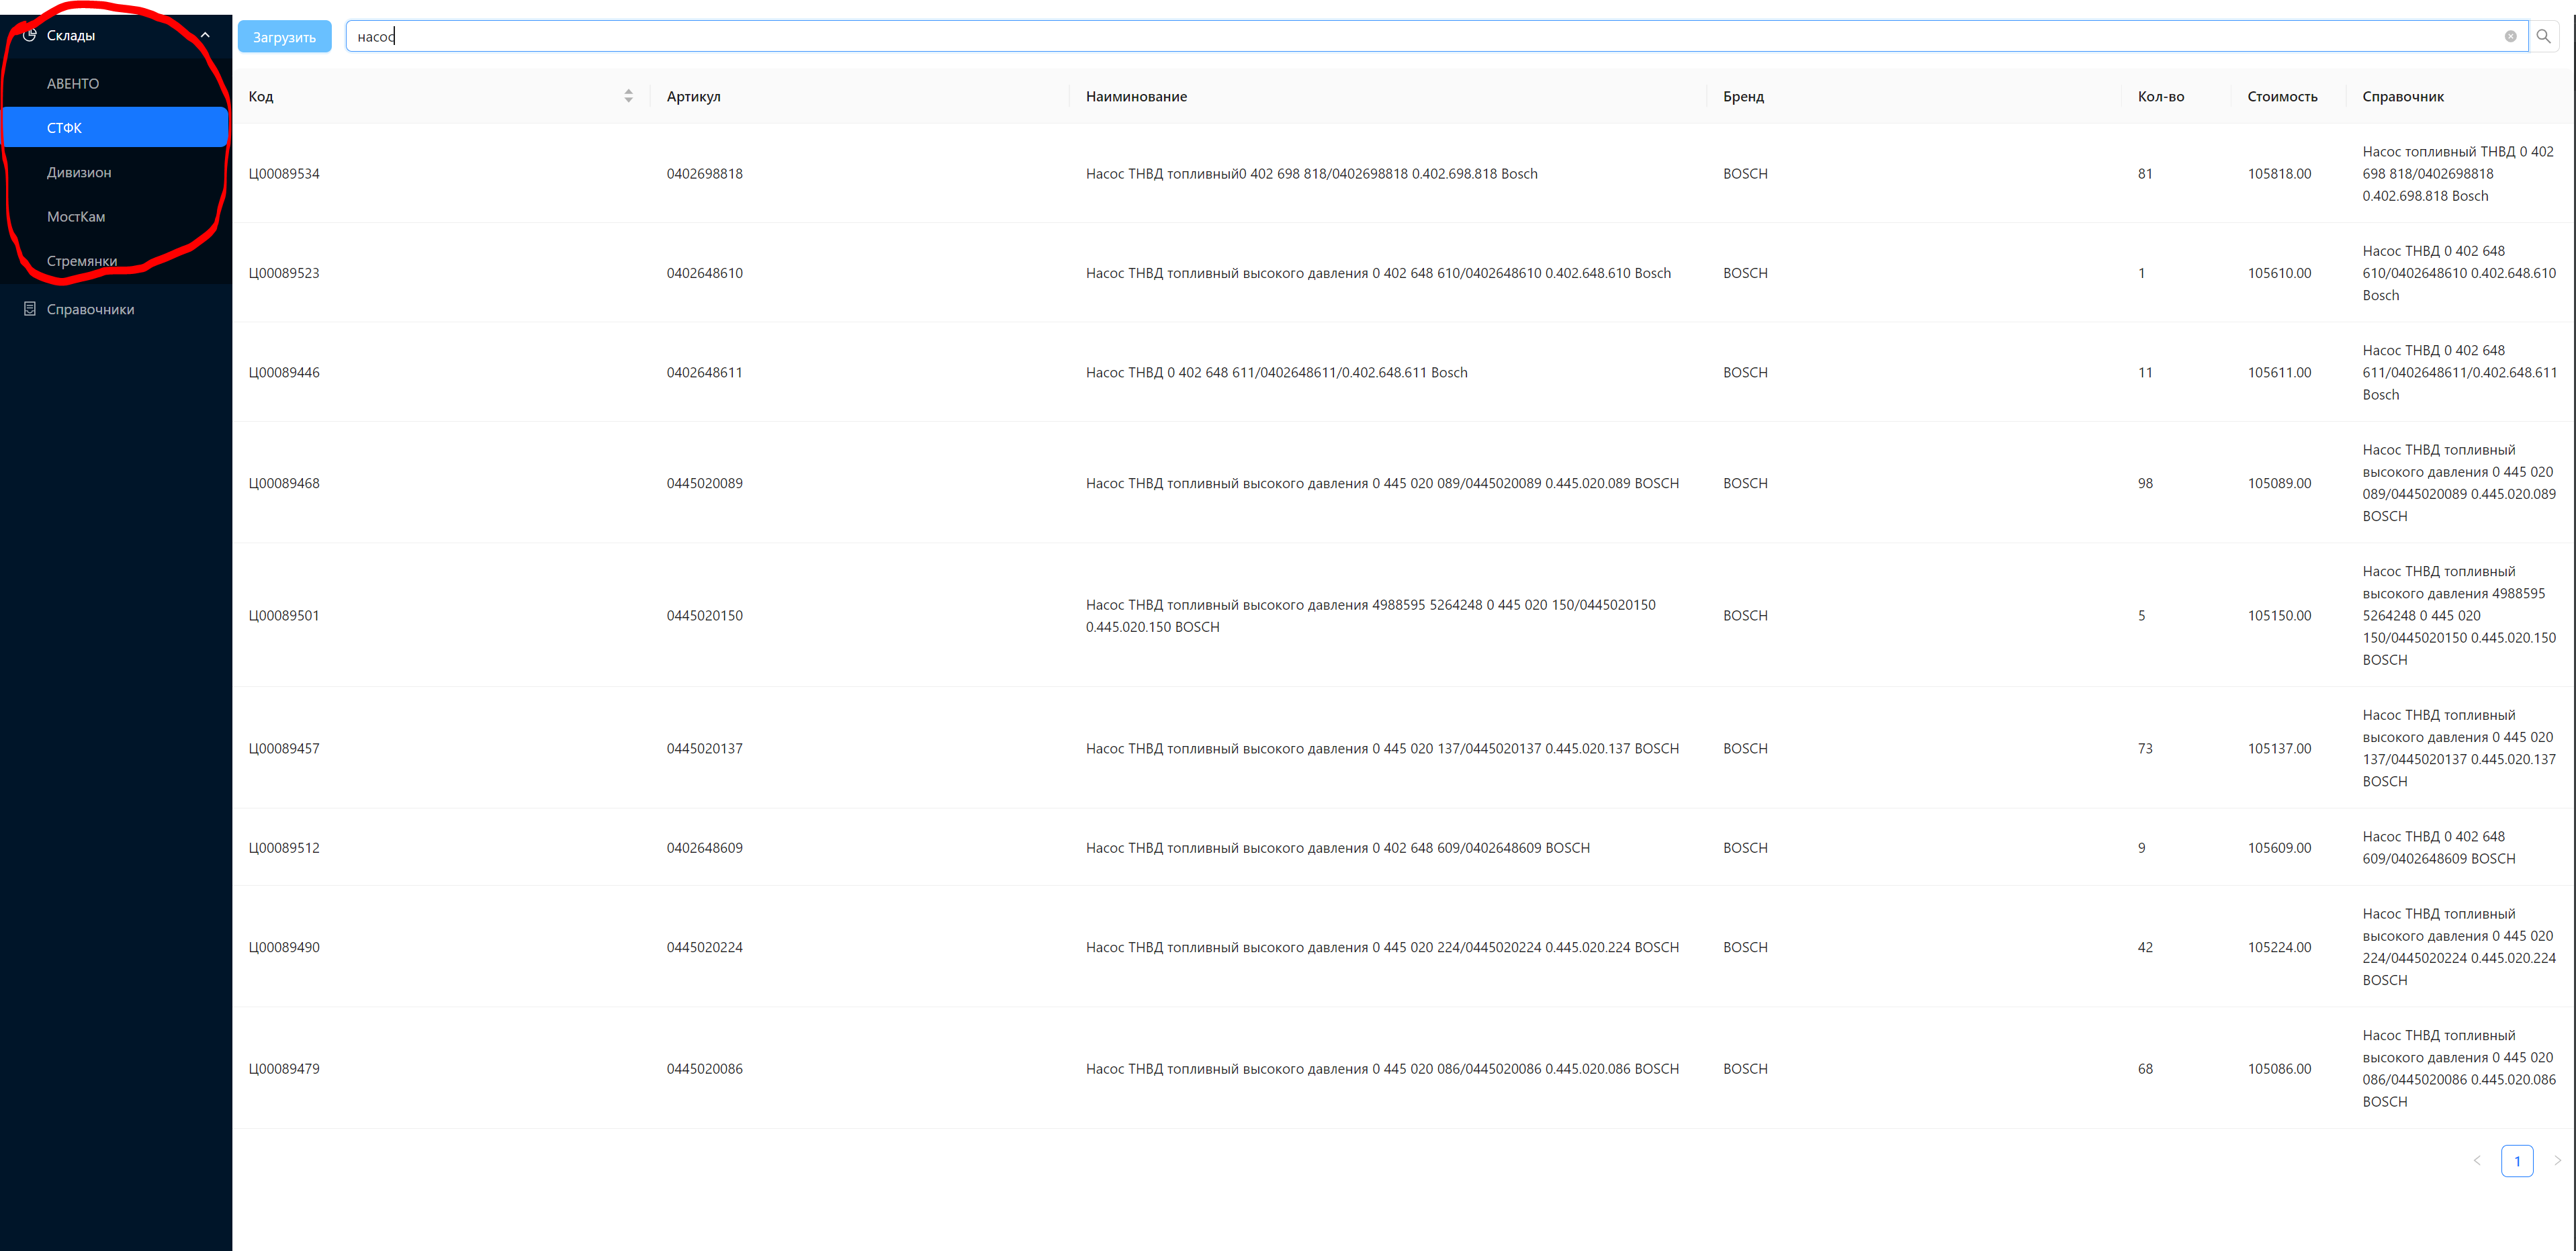 Склады
АВЕНТО
СТФК
Дивизион
МостКам
Стремянки
Справочники
Загрузить
насос
Код Артикул Наиминование Бренд Кол-во Стоимость Справочник
Ц00089534 0402698818 Насос ТНВД топливный0 402 698 818/0402698818 0.402.698.818 Bosch BOSCH 81 105818.00 Насос топливный ТНВД 0 402
698 818/0402698818
0.402.698.818 Bosch
Ц00089523 0402648610 Насос ТНВД топливный высокого давления 0 402 648 610/0402648610 0.402.648.610 Bosch BOSCH 1 105610.00 Насос ТНВД 0 402 648
610/0402648610 0.402.648.610
Bosch
Ц00089446 0402648611 Насос ТНВД 0 402 648 611/0402648611/0.402.648.611 Bosch BOSCH 11 105611.00 Насос ТНВД 0 402 648
611/0402648611/0.402.648.611
Bosch
Ц00089468 0445020089 Насос ТНВД топливный высокого давления 0 445 020 089/0445020089 0.445.020.089 BOSCH BOSCH 98 105089.00 Насос ТНВД топливный
высокого давления 0 445 020
089/0445020089 0.445.020.089
BOSCH
Ц00089501 0445020150 Насос ТНВД топливный высокого давления 4988595 5264248 0 445 020 150/0445020150
0.445.020.150 BOSCH BOSCH 5 105150.00 Насос ТНВД топливный
высокого давления 4988595
5264248 0 445 020
150/0445020150 0.445.020.150
BOSCH
Ц00089457 0445020137 Насос ТНВД топливный высокого давления 0 445 020 137/0445020137 0.445.020.137 BOSCH BOSCH 73 105137.00 Насос ТНВД топливный
высокого давления 0 445 020
137/0445020137 0.445.020.137
BOSCH
Ц00089512 0402648609 Насос ТНВД топливный высокого давления 0 402 648 609/0402648609 BOSCH BOSCH 9 105609.00 Насос ТНВД 0 402 648
609/0402648609 BOSCH
Ц00089490 0445020224 Насос ТНВД топливный высокого давления 0 445 020 224/0445020224 0.445.020.224 BOSCH BOSCH 42 105224.00 Насос ТНВД топливный
высокого давления 0 445 020
224/0445020224 0.445.020.224
BOSCH
Ц00089479 0445020086 Насос ТНВД топливный высокого давления 0 445 020 086/0445020086 0.445.020.086 BOSCH BOSCH 68 105086.00 Насос ТНВД топливный
высокого давления 0 445 020
086/0445020086 0.445.020.086
BOSCH
1